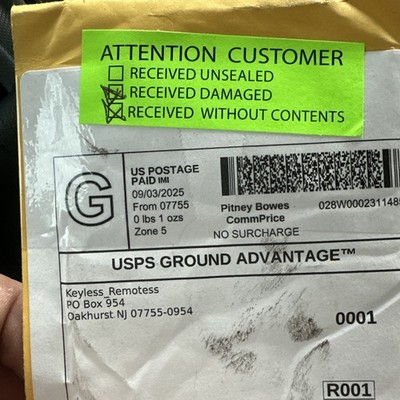 ATTENTION CUSTOMER
RECEIVED UNSEALED
RECEIVED DAMAGED
RECEIVED WITHOUT CONTENTS
G
US POSTAGE
PAID IMI
09/03/2025
From 07755
0 lbs 1 ozs
Zone 5
Pitney Bowes
CommPrice
NO SURCHARGE
028W0002311485
USPS GROUND ADVANTAGE™
Keyless_Remotess
PO Box 954
Oakhurst NJ 07755-0954
0001
R001